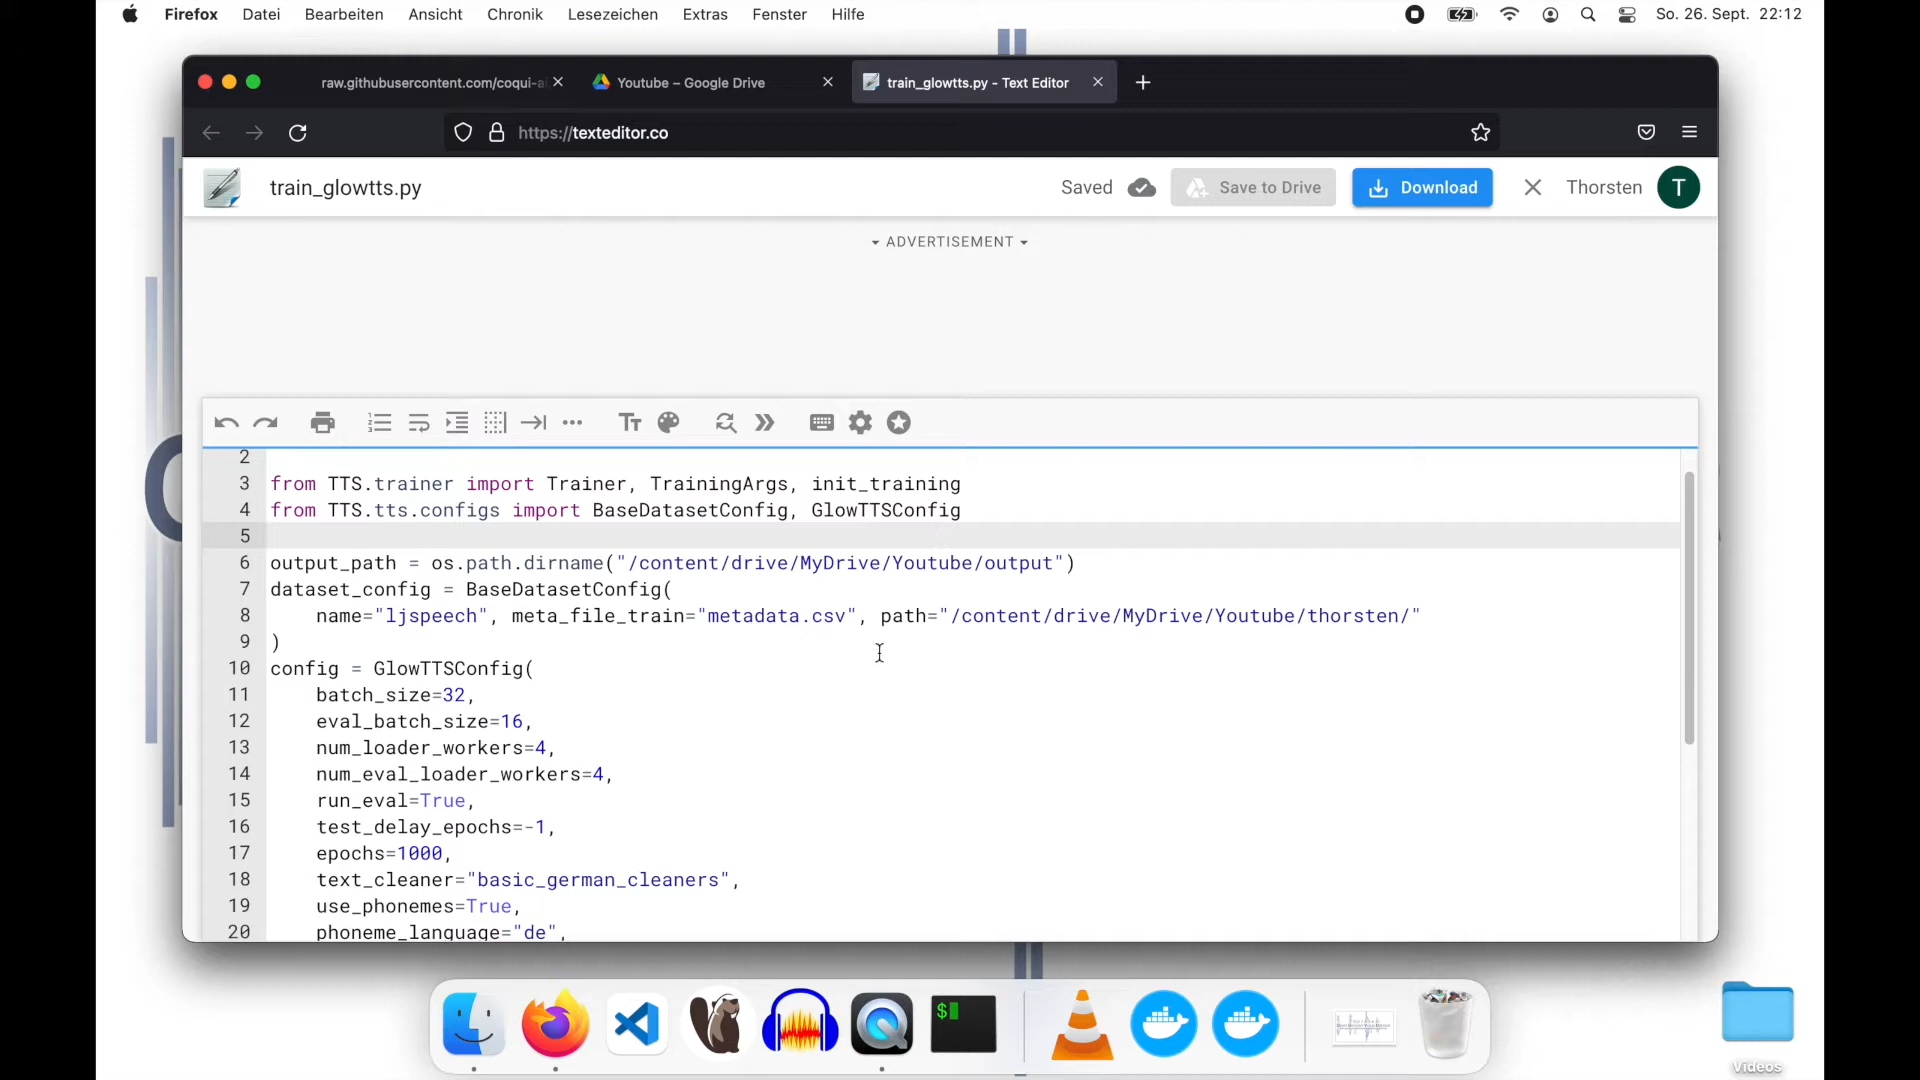 Firefox Datei Bearbeiten Ansicht Chronik Lesezeichen Extras Fenster Hilfe So. 26. Sept. 22:12
raw.githubusercontent.com/coqui-a Youtube – Google Drive train_glowtts.py - Text Editor
https://texteditor.co
train_glowtts.py Saved Save to Drive Download Thorsten T
ADVERTISEMENT
2
3 from TTS.trainer import Trainer, TrainingArgs, init_training
4 from TTS.tts.configs import BaseDatasetConfig, GlowTTSConfig
5
6 output_path = os.path.dirname("/content/drive/MyDrive/Youtube/output")
7 dataset_config = BaseDatasetConfig(
8 name="ljspeech", meta_file_train="metadata.csv", path="/content/drive/MyDrive/Youtube/thorsten/"
9 )
10 config = GlowTTSConfig(
11 batch_size=32,
12 eval_batch_size=16,
13 num_loader_workers=4,
14 num_eval_loader_workers=4,
15 run_eval=True,
16 test_delay_epochs=-1,
17 epochs=1000,
18 text_cleaner="basic_german_cleaners",
19 use_phonemes=True,
20 phoneme_language="de",
Videos